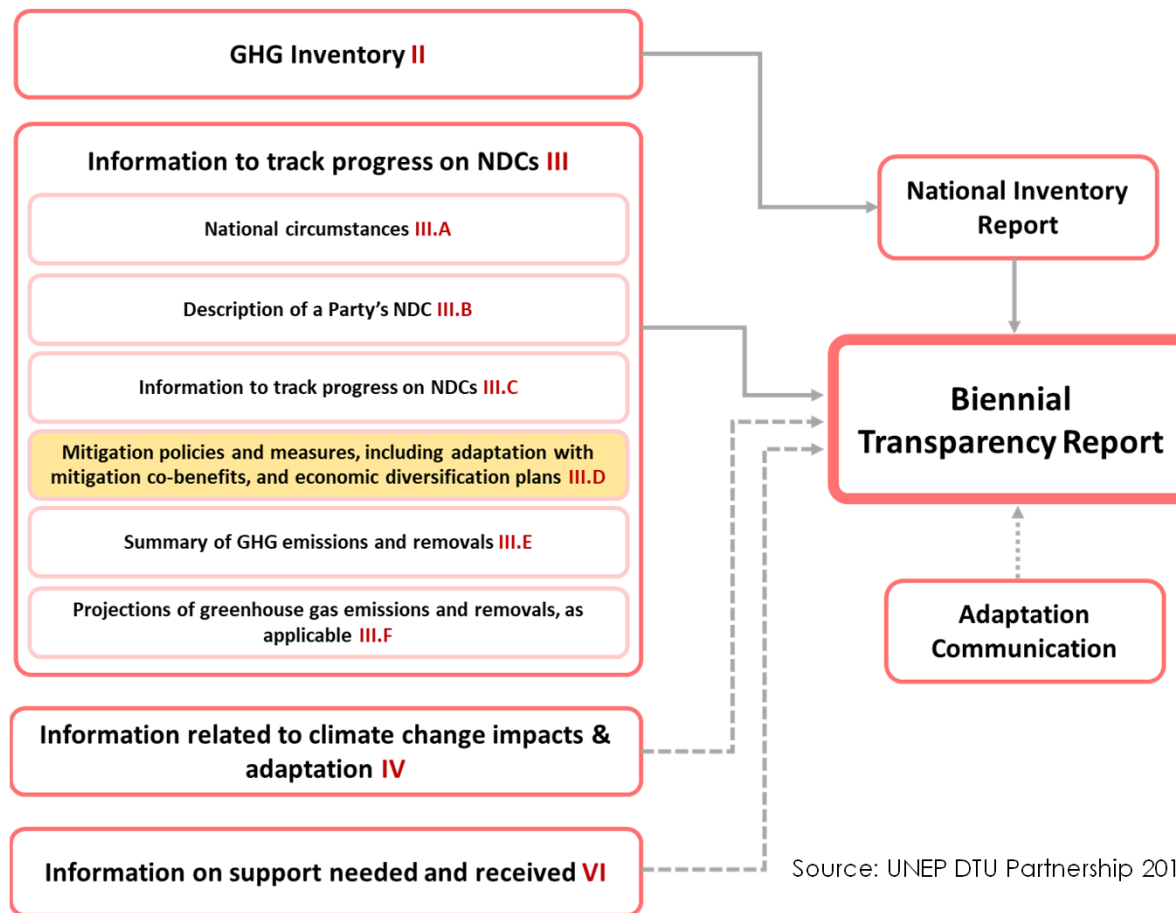 GHG Inventory II
Information to track progress on NDCs III
National circumstances III.A
Description of a Party’s NDC III.B
Information to track progress on NDCs III.C
Mitigation policies and measures, including adaptation with
mitigation co-benefits, and economic diversification plans III.D
Summary of GHG emissions and removals III.E
Projections of greenhouse gas emissions and removals, as
applicable III.F
Information related to climate change impacts &
adaptation IV
Information on support needed and received VI
National Inventory
Report
Biennial
Transparency Report
Adaptation
Communication
Source: UNEP DTU Partnership 201